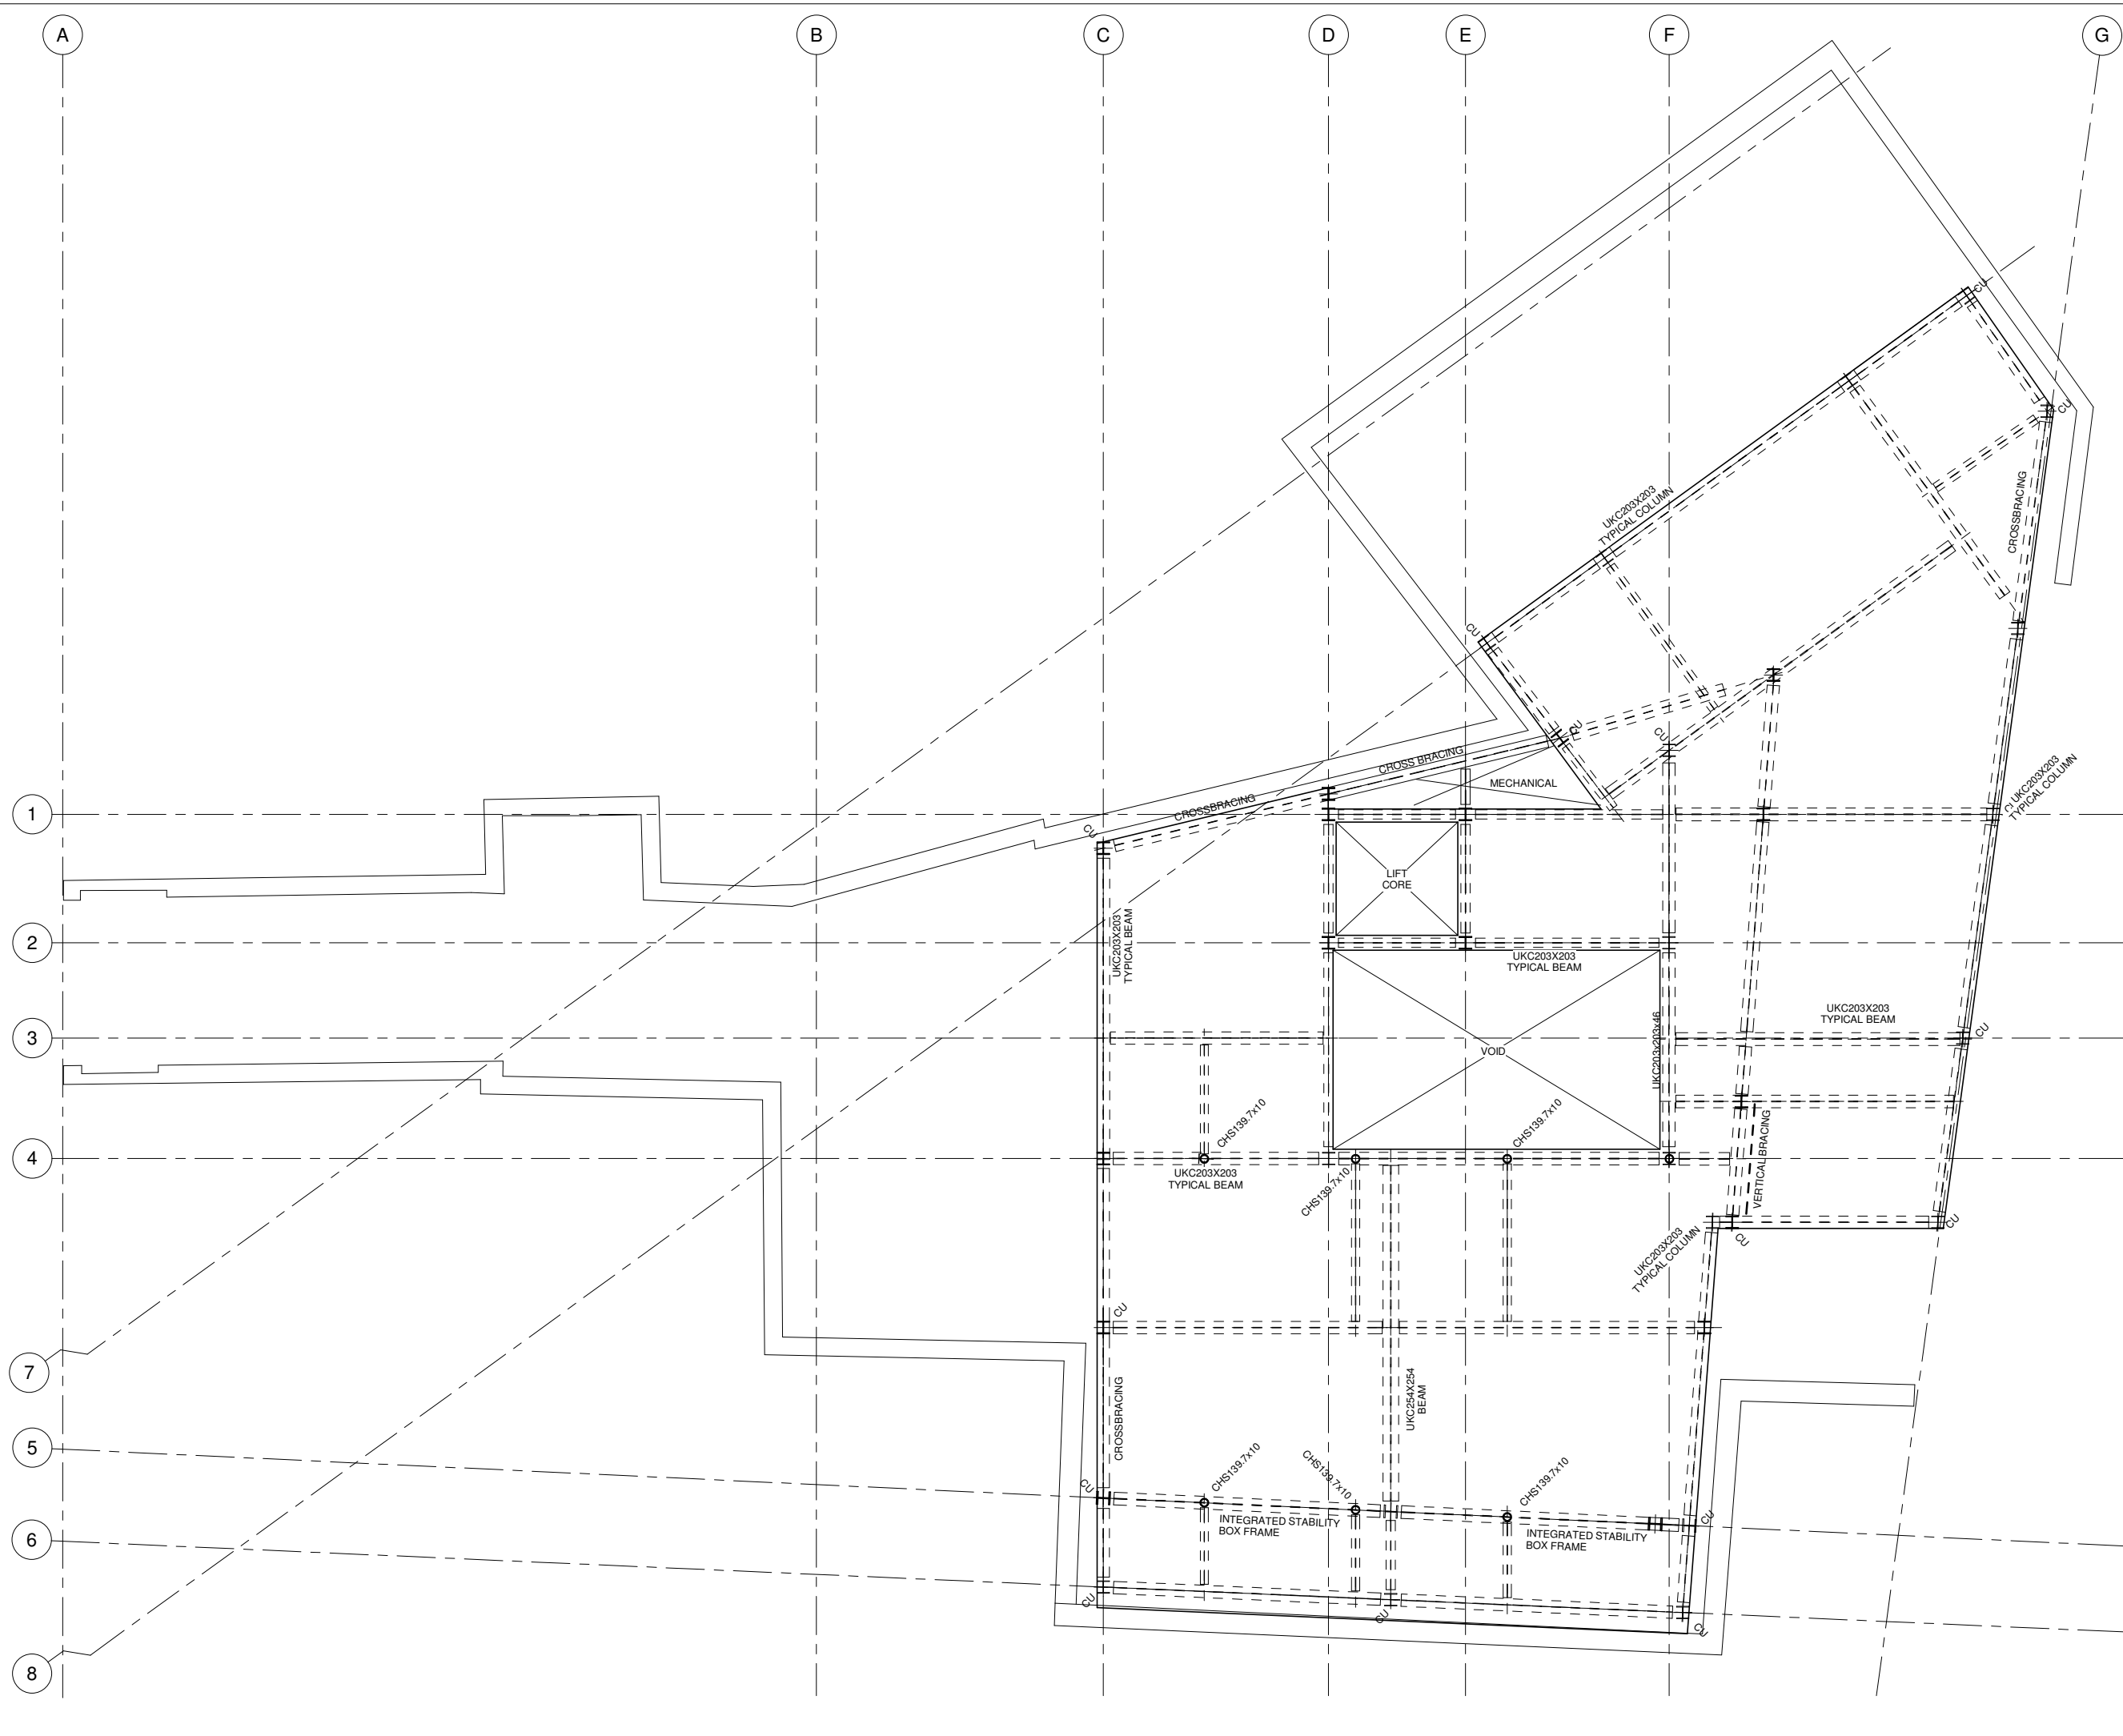 A
B
C
D
E
F
G
CU
CU
CROSSBRACING
UKC203X203
TYPICAL COLUMN
CU
CU
CU
CROSS BRACING
MECHANICAL
CROSSBRACING
CU
UKC203X203
TYPICAL COLUMN
1
LIFT
CORE
UKC203X203
TYPICAL BEAM
2
UKC203X203
TYPICAL BEAM
UKC203X203
TYPICAL BEAM
3
VOID
UKC203x203x46
CU
CHS139.7x10
CHS139.7x10
VERTICAL BRACING
4
UKC203X203
TYPICAL BEAM
CHS139.7x10
UKC203X203
TYPICAL COLUMN
CU
CU
CU
7
CROSSBRACING
UKC254X254
BEAM
5
CHS139.7x10
CHS139.7x10
CHS139.7x10
CU
CU
INTEGRATED STABILITY
BOX FRAME
INTEGRATED STABILITY
BOX FRAME
6
CU
CU
CU
8